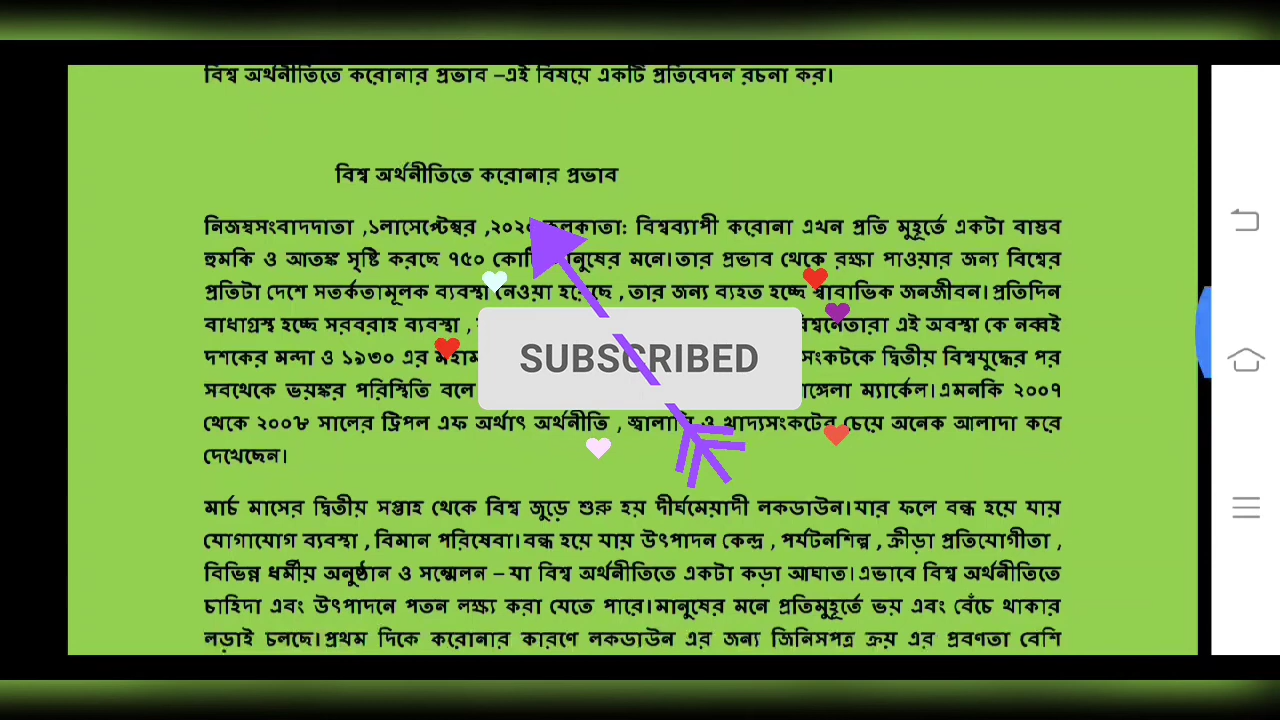 বিশ্ব অর্থনীতিতে করোনার প্রভাব –এই বিষয়ে একটি প্রতিবেদন রচনা কর।
বিশ্ব অর্থনীতিতে করোনার প্রভাব
নিজস্বসংবাদদাতা ,১লাসেপ্টেম্বর ,২০২ কলকাতা: বিশ্বব্যাপী করোনা এখন প্রতি মুহূর্তে একটা বাস্তব
হুমকি ও আতঙ্ক সৃষ্টি করছে ৭৫০ কোটি মানুষের মনে।তার প্রভাব থেকে রক্ষা পাওয়ার জন্য বিশ্বের
প্রতিটা দেশে সতর্কতামূলক ব্যবস্থা নেওয়া হয়েছে , তার জন্য ব্যহত হচ্ছে স্বাবাভিক জনজীবন।প্রতিদিন
বাধাগ্রস্থ হচ্ছে সরবরাহ ব্যবস্থা , বিশ্বনেতারা এই অবস্থা কে নব্বই
দশকের মন্দা ও ১৯৩০ এর সংকটকে দ্বিতীয় বিশ্বযুদ্ধের পর
সবথেকে ভয়ঙ্কর পরিস্থিতি বলে SUBSCRIBED ম্যার্কেল।এমনকি ২০০৭
থেকে ২০০৮ সালের ট্রিপল এফ অর্থাৎ অর্থনীতি , জ্বালানি ও খাদ্যসংকটের চেয়ে অনেক আলাদা করে
দেখেছেন।
মার্চ মাসের দ্বিতীয় সপ্তাহ থেকে বিশ্ব জুড়ে শুরু হয় দীর্ঘমেয়াদী লকডাউন।যার ফলে বন্ধ হয়ে যায়
যোগাযোগ ব্যবস্থা , বিমান পরিষেবা।বন্ধ হয়ে যায় উৎপাদন কেন্দ্র , পর্যটনশিল্প , ক্রীড়া প্রতিযোগীতা ,
বিভিন্ন ধর্মীয় অনুষ্ঠান ও সম্মেলন – যা বিশ্ব অর্থনীতিতে একটা কড়া আঘাত।এভাবে বিশ্ব অর্থনীতিতে
চাহিদা এবং উৎপাদনে পতন লক্ষ্য করা যেতে পারে।মানুষের মনে প্রতিমুহূর্তে ভয় এবং বেঁচে থাকার
লড়াই চলছে।প্রথম দিকে করোনার কারণে লকডাউন এর জন্য জিনিসপত্র ক্রয় এর প্রবণতা বেশি